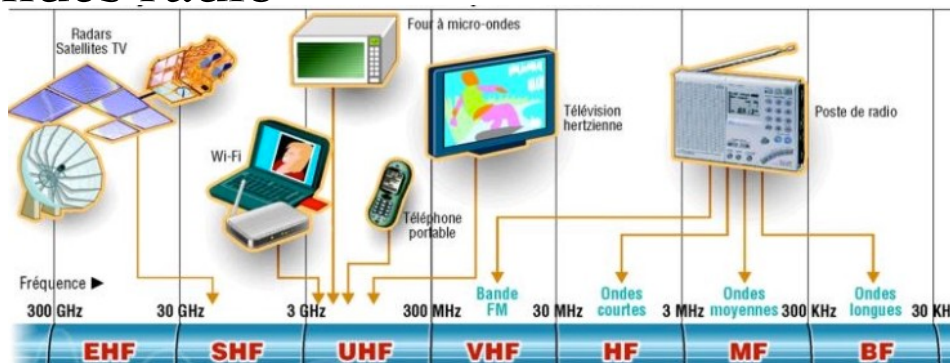 Radars
Satellites TV
Four à micro-ondes
Télévision
hertzienne
Poste de radio
Wi-Fi
Téléphone
portable
Fréquence ►
Bande
FM
Ondes
courtes
Ondes
moyennes
Ondes
longues
300 GHz 30 GHz 3 GHz 300 MHz 30 MHz 3 MHz 300 KHz 30 KH
EHF SHF UHF VHF HF MF BF